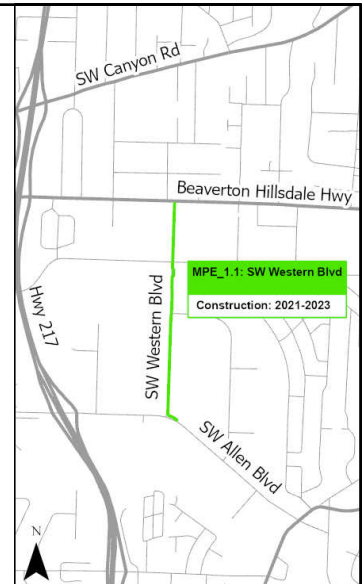 SW Canyon Rd
Beaverton Hillsdale Hwy
MPE_1.1: SW Western Blvd
Construction: 2021-2023
Hwy 217
SW Western Blvd
SW Allen Blvd
N